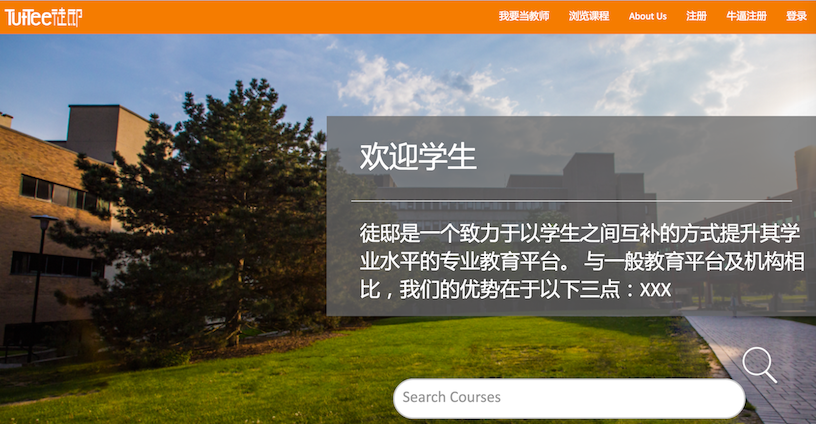 TuTTee徒邸
我要当教师 浏览课程 About Us 注册 牛逼注册 登录
欢迎学生
徒邸是一个致力于以学生之间互补的方式提升其学
业水平的专业教育平台。 与一般教育平台及机构相
比，我们的优势在于以下三点：XXX
Search Courses